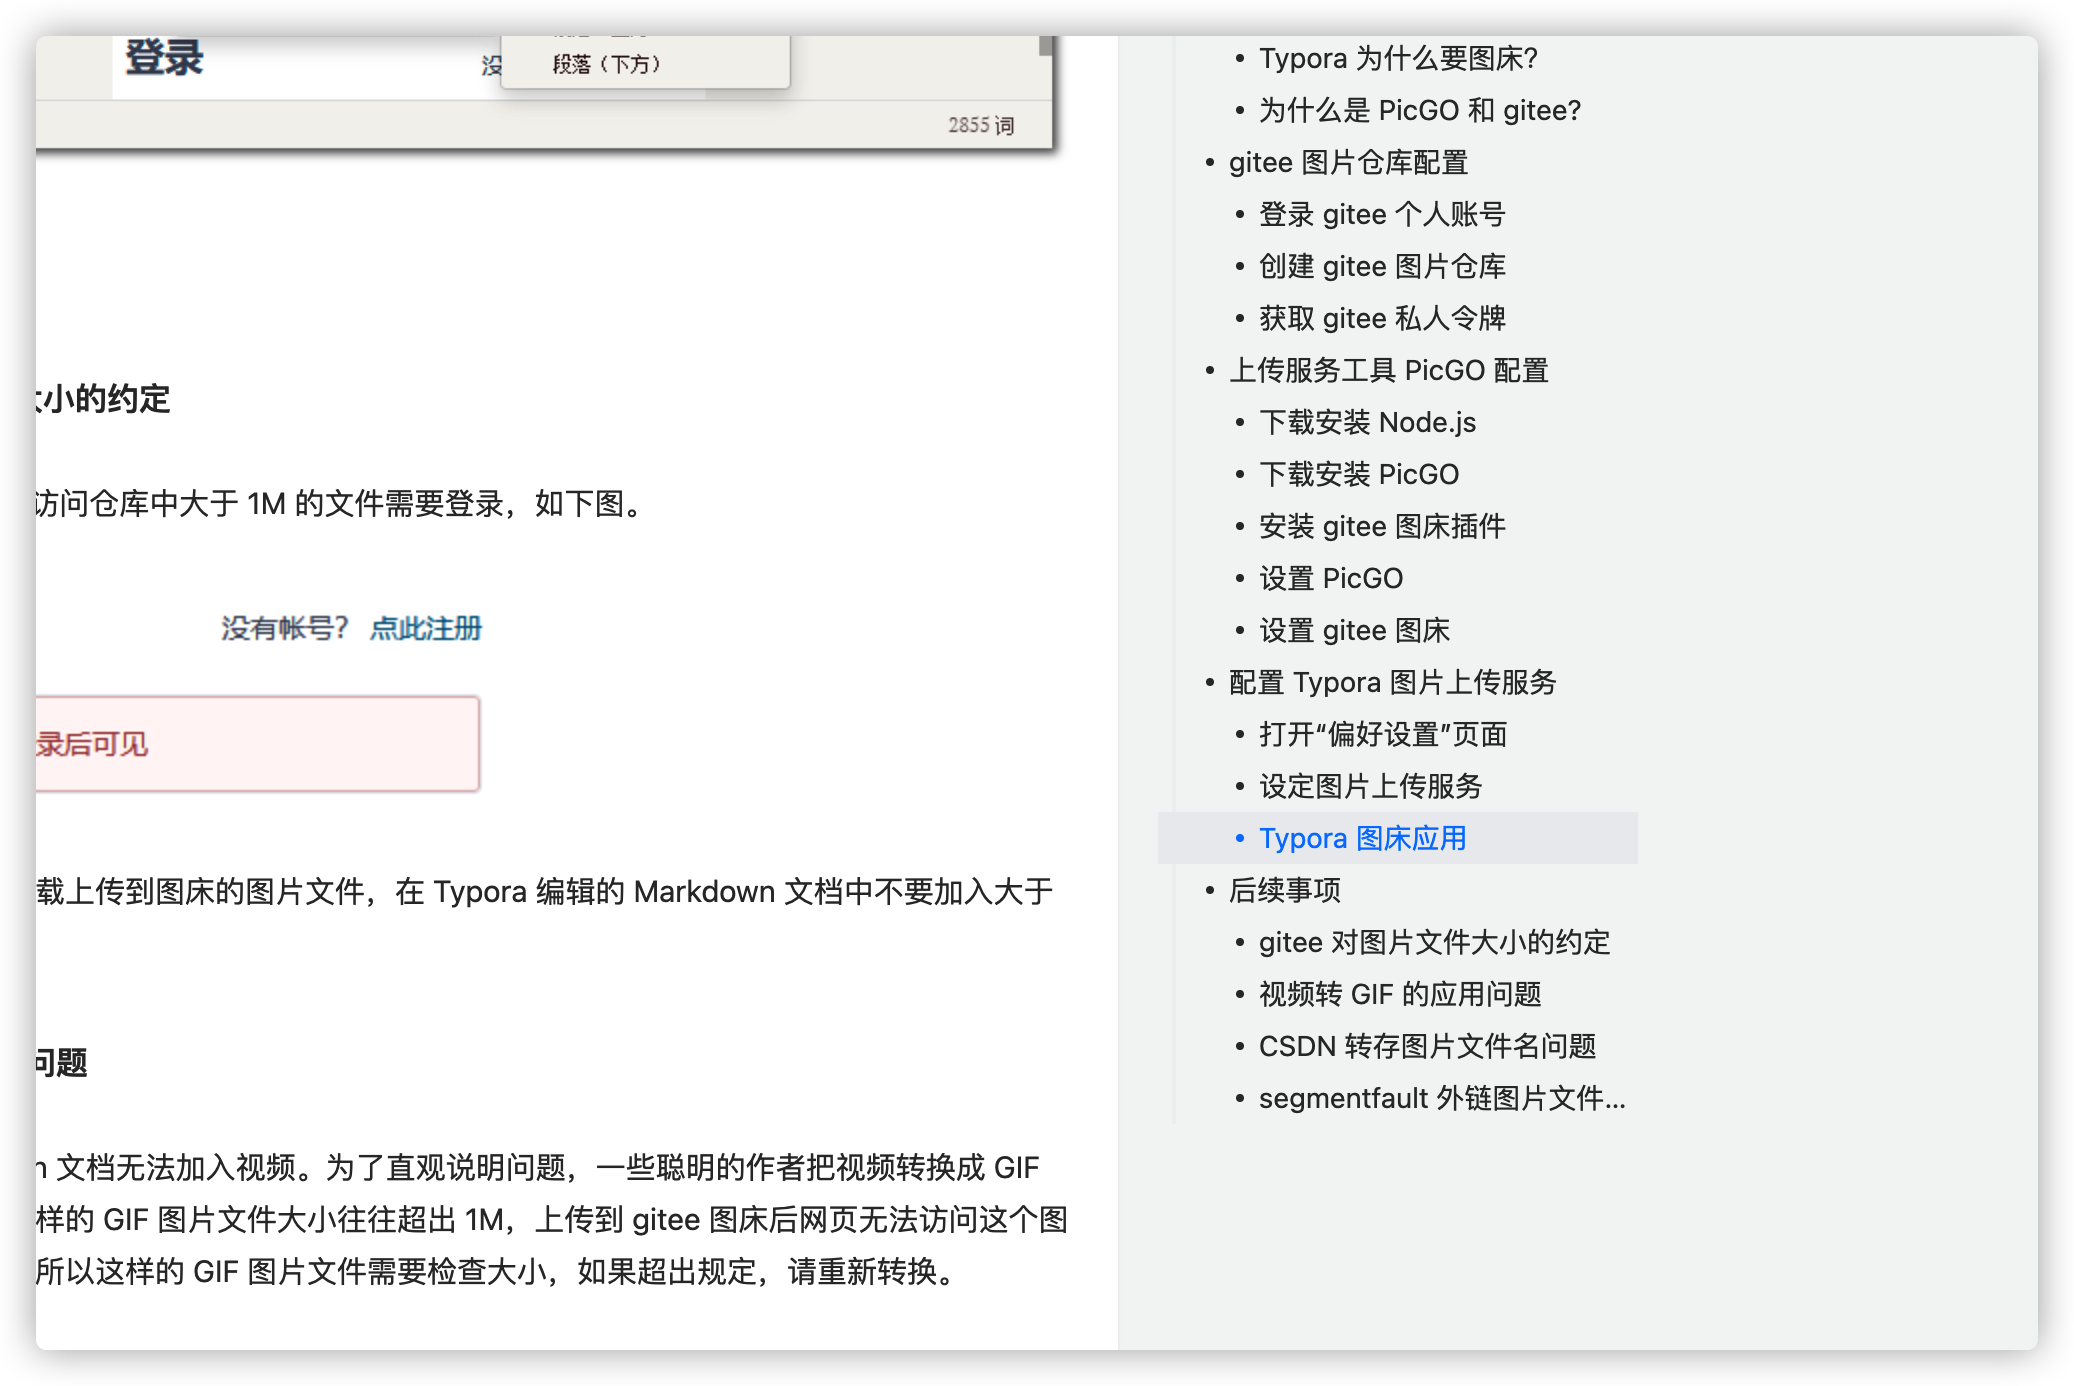 登录
没
段落（下方）
2855 词
大小的约定
访问仓库中大于 1M 的文件需要登录，如下图。
没有帐号？ 点此注册
录后可见
载上传到图床的图片文件，在 Typora 编辑的 Markdown 文档中不要加入大于
问题
n 文档无法加入视频。为了直观说明问题，一些聪明的作者把视频转换成 GIF
样的 GIF 图片文件大小往往超出 1M，上传到 gitee 图床后网页无法访问这个图
所以这样的 GIF 图片文件需要检查大小，如果超出规定，请重新转换。
• Typora 为什么要图床?
• 为什么是 PicGO 和 gitee?
• gitee 图片仓库配置
• 登录 gitee 个人账号
• 创建 gitee 图片仓库
• 获取 gitee 私人令牌
• 上传服务工具 PicGO 配置
• 下载安装 Node.js
• 下载安装 PicGO
• 安装 gitee 图床插件
• 设置 PicGO
• 设置 gitee 图床
• 配置 Typora 图片上传服务
• 打开“偏好设置”页面
• 设定图片上传服务
• Typora 图床应用
• 后续事项
• gitee 对图片文件大小的约定
• 视频转 GIF 的应用问题
• CSDN 转存图片文件名问题
• segmentfault 外链图片文件...